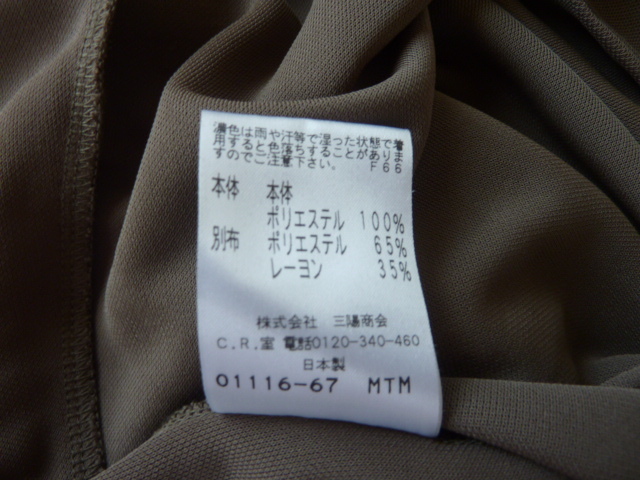 濃色は雨や汗等で湿った状態で着
用すると色落ちすることがありま
すのでご注意下さい。 F66
本体 本体
ポリエステル 100%
別布 ポリエステル 65%
レーヨン 35%
株式会社 三陽商会
C.R.室 電話0120-340-460
日本製
01116-67 MTM